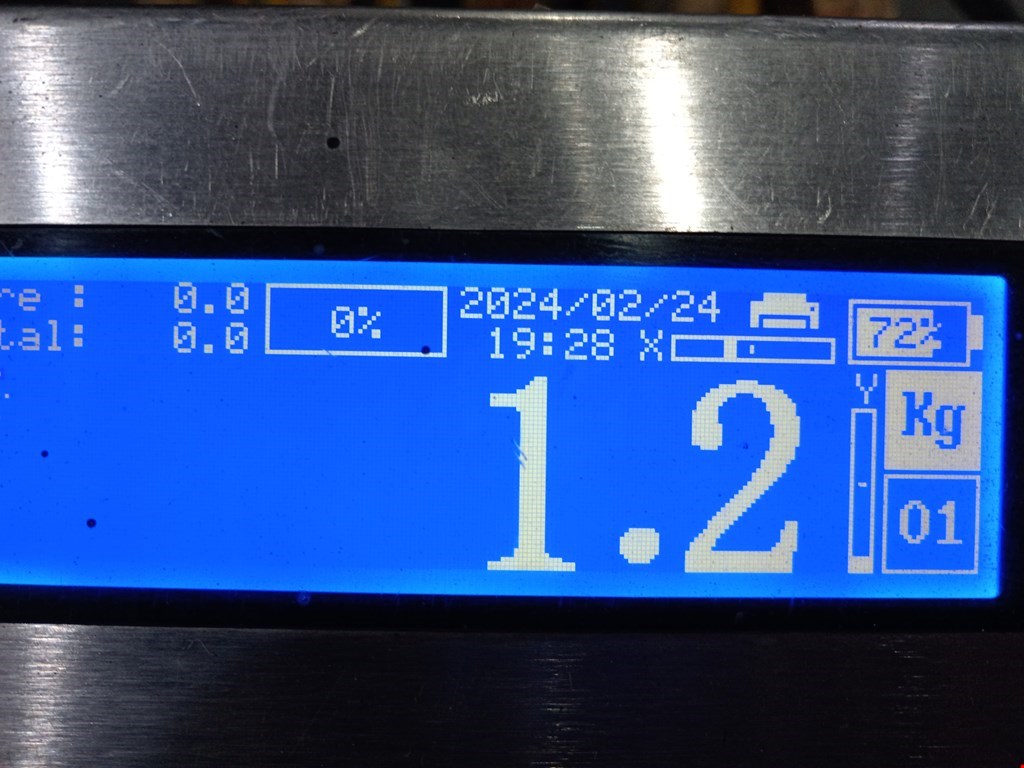 re : 0.0
tal: 0.0
0%
2024/02/24
19:28 X
72%
Y
Kg
1.2
01